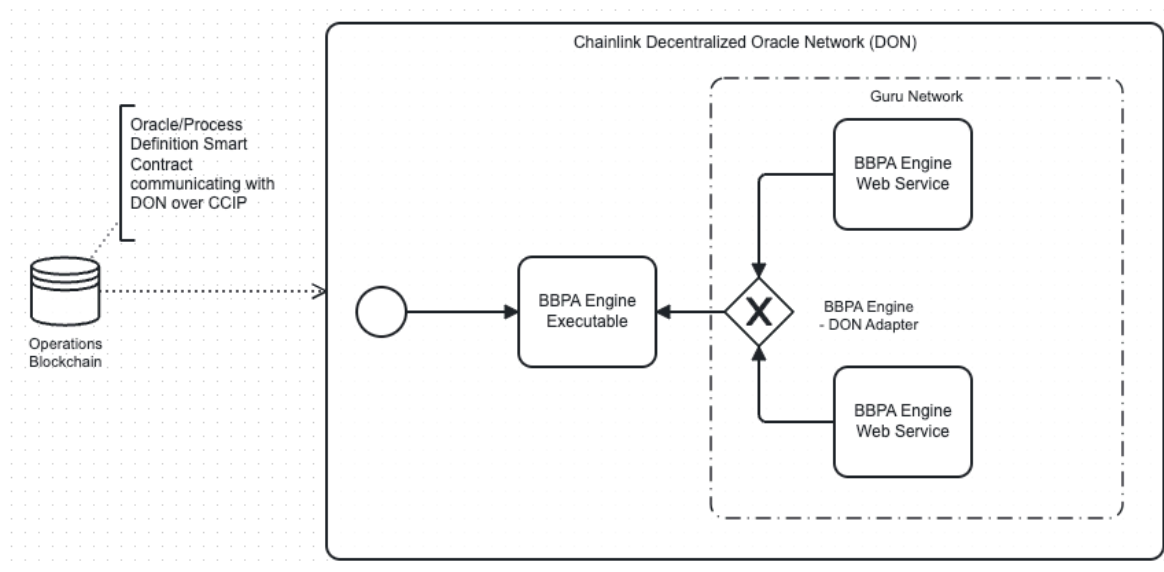 Chainlink Decentralized Oracle Network (DON)
Guru Network
Oracle/Process
Definition Smart
Contract
communicating with
DON over CCIP
BBPA Engine
Web Service
Operations
Blockchain
BBPA Engine
Executable
X
BBPA Engine
- DON Adapter
BBPA Engine
Web Service